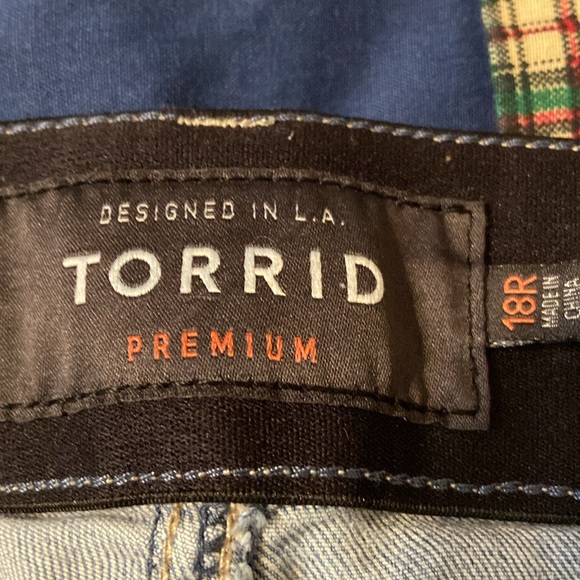 DESIGNED IN L.A.
TORRID
PREMIUM
18R
MADE IN
CHINA